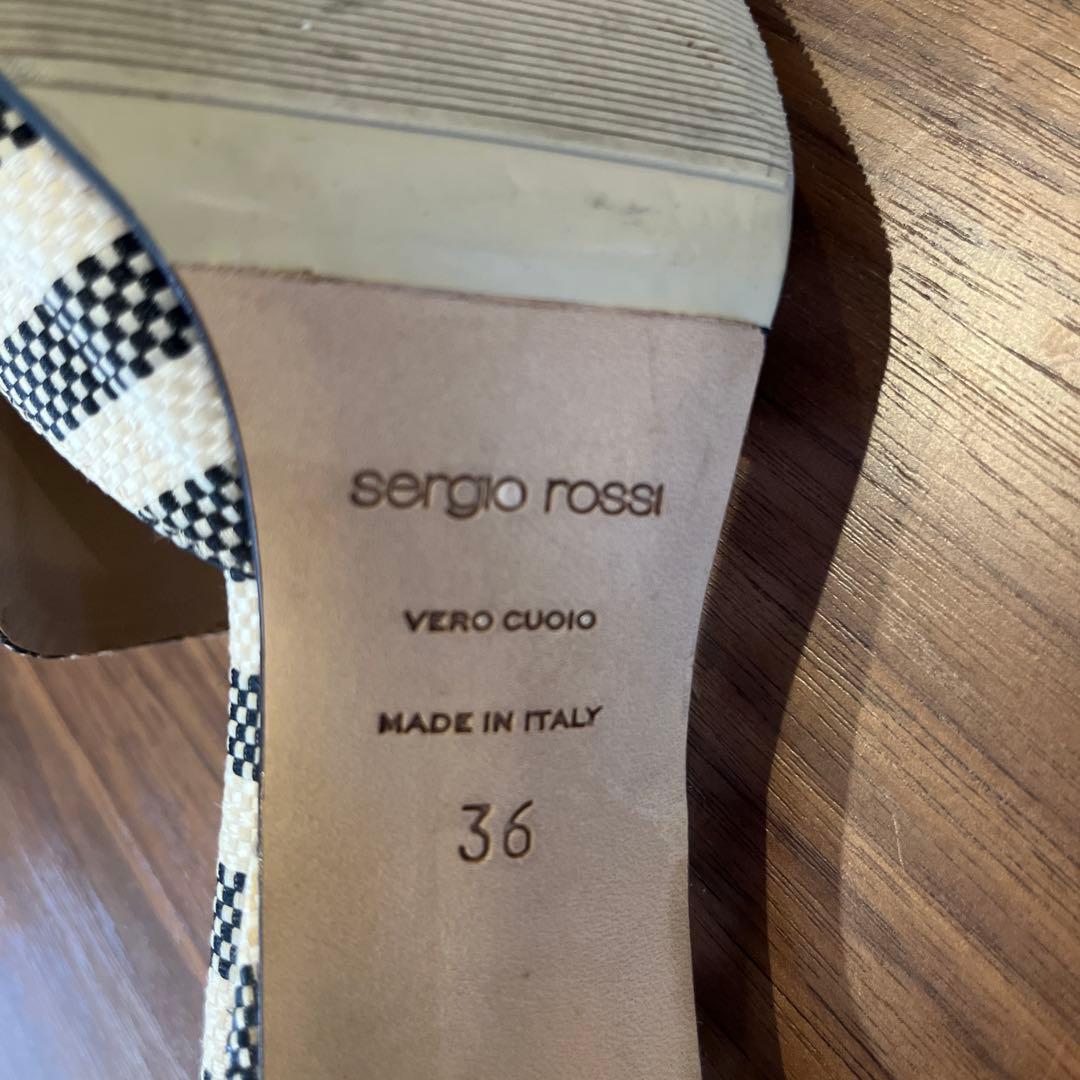 sergio rossi
VERO CUOIO
MADE IN ITALY
36